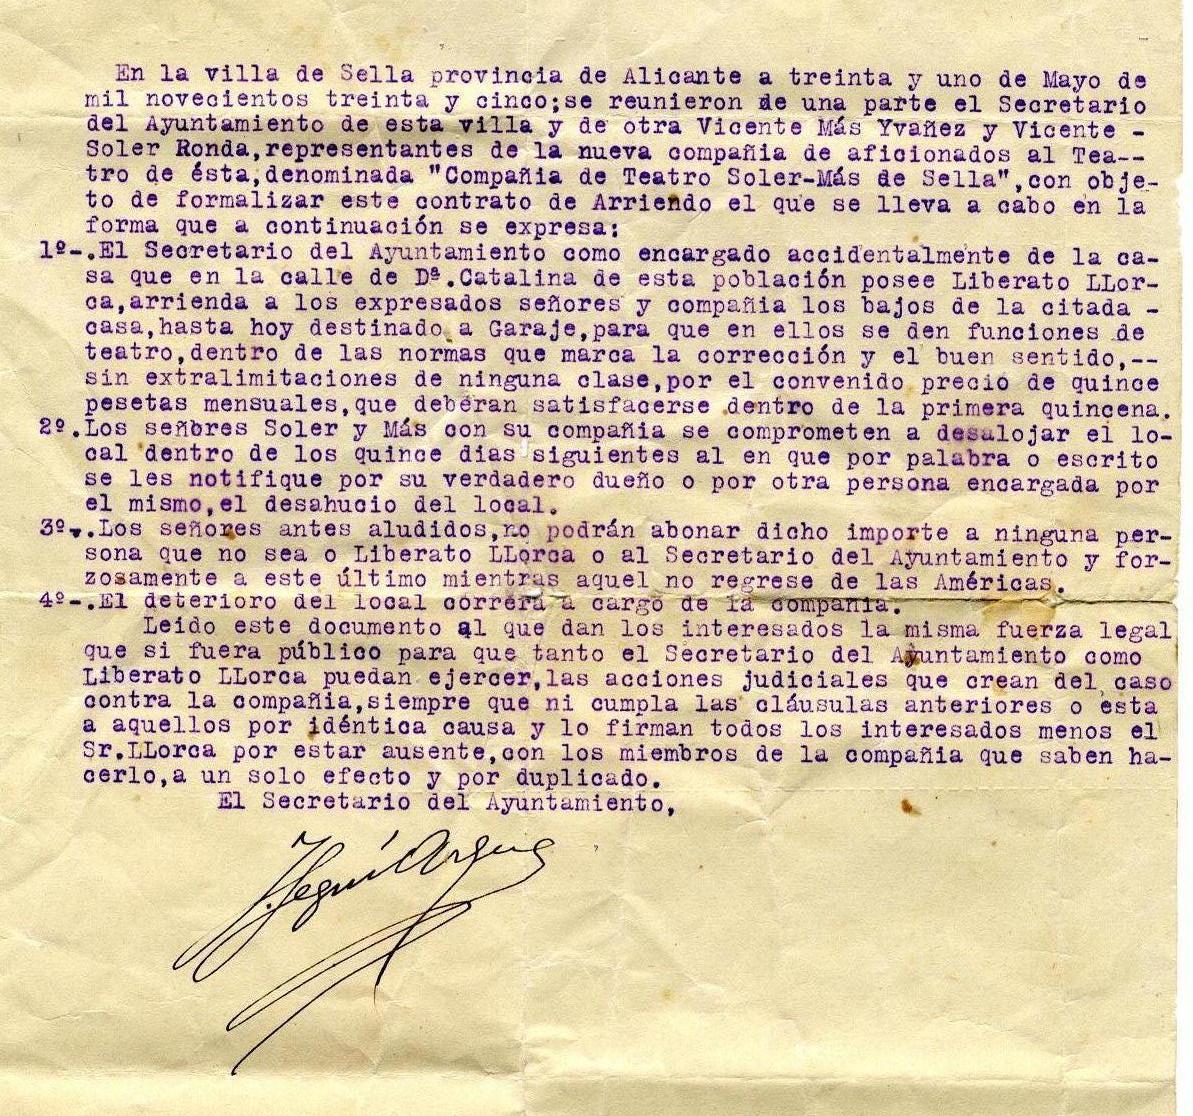 En la villa de Sella provincia de Alicante a treinta y uno de Mayo de
mil novecientos treinta y cinco;se reunieron de una parte el Secretario
del Ayuntamiento de esta villa y de otra Vicente Más Yvañez y Vicente -
Soler Ronda,representantes de la nueva compañia de aficionados al Tea--
tro de ésta,denominada "Compañia de Teatro Soler-Más de Sella",con obje-
to de formalizar este contrato de Arriendo el que se lleva a cabo en la
forma que a continuación se expresa:
1º-.El Secretario del Ayuntamiento como encargado accidentalmente de la ca-
sa que en la calle de Dª.Catalina de esta población posee Liberato LLor-
ca,arrienda a los expresados señores y compañia los bajos de la citada -
casa,hasta hoy destinado a Garaje,para que en ellos se den funciones de
teatro,dentro de las normas que marca la corrección y el buen sentido,--
sin extralimitaciones de ninguna clase,por el convenido precio de quince
pesetas mensuales,que deberan satisfacerse dentro de la primera quincena.
2º.Los señores Soler y Más con su compañia se comprometen a desalojar el lo-
cal dentro de los quince dias siguientes al en que por palabra o escrito
se les notifique por su verdadero dueño o por otra persona encargada por
el mismo,el desahucio del local.
3º-.Los señores antes aludidos,no podrán abonar dicho importe a ninguna per-
sona que no sea o Liberato LLorca o al Secretario del Ayuntamiento y for-
zosamente a este último mientras aquel no regrese de las Américas.
4º-.El deterioro del local correrá a cargo de la compañia.
Leido este documento al que dan los interesados la misma fuerza legal
que si fuera público para que tanto el Secretario del Ayuntamiento como
Liberato LLorca puedan ejercer,las acciones judiciales que crean del caso
contra la compañia,siempre que ni cumpla las cláusulas anteriores o esta
a aquellos por idéntica causa y lo firman todos los interesados menos el
Sr.LLorca por estar ausente,con los miembros de la compañia que saben ha-
cerlo,a un solo efecto y por duplicado.
El Secretario del Ayuntamiento,
J. Seguí